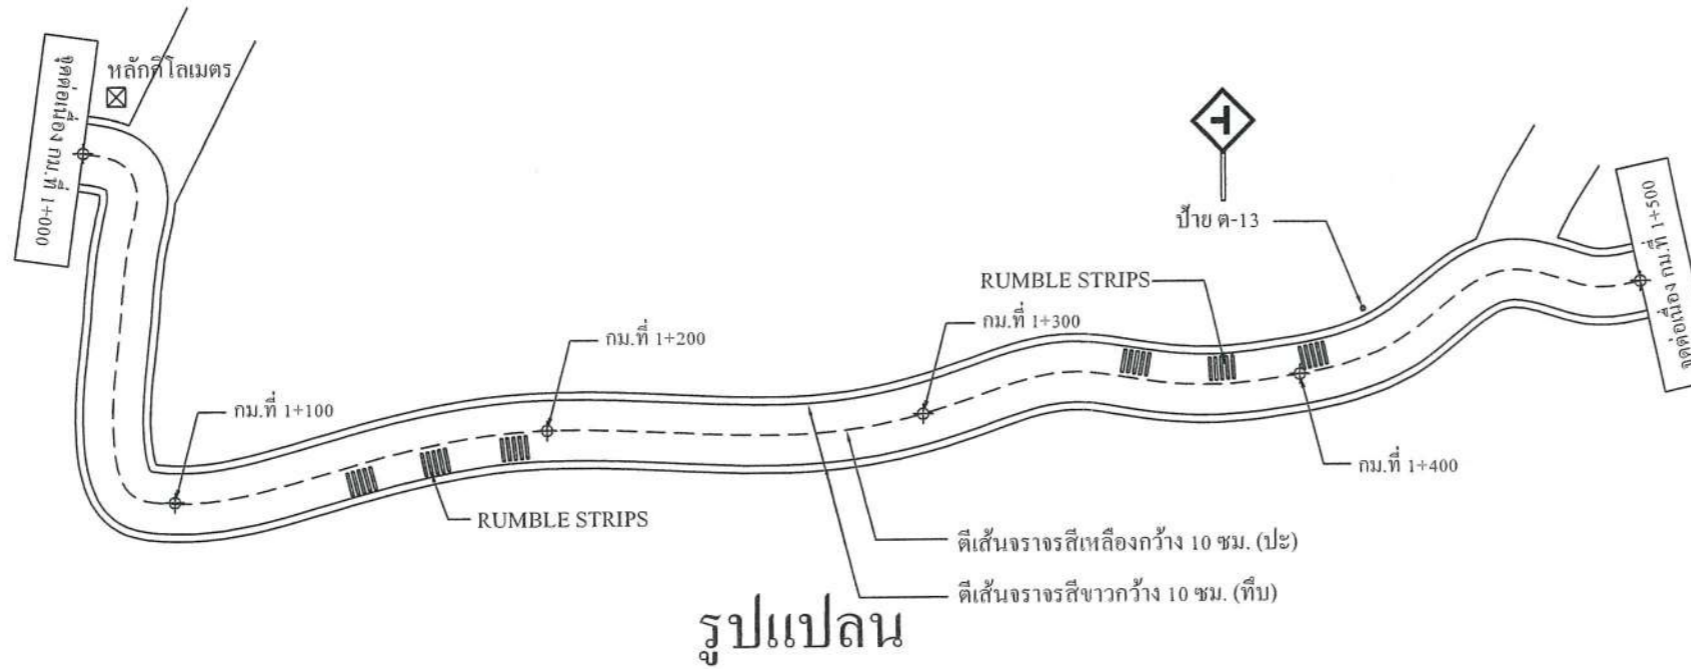 หลักกิโลเมตร
จุดต่อเนื่อง กม.ที่ 1+000
ป้าย ต-13
RUMBLE STRIPS
จุดต่อเนื่อง กม.ที่ 1+500
กม.ที่ 1+300
กม.ที่ 1+200
กม.ที่ 1+100
กม.ที่ 1+400
RUMBLE STRIPS
ตีเส้นจราจรสีเหลืองกว้าง 10 ซม. (ปะ)
ตีเส้นจราจรสีขาวกว้าง 10 ซม. (ทึบ)
รูปแปลน